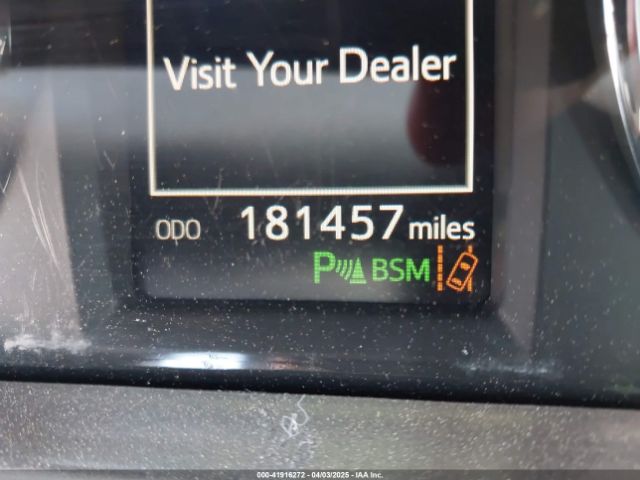 Visit Your Dealer
ODO 181457 miles
P BSM
000-41916272 - 04/03/2025 - IAA Inc.